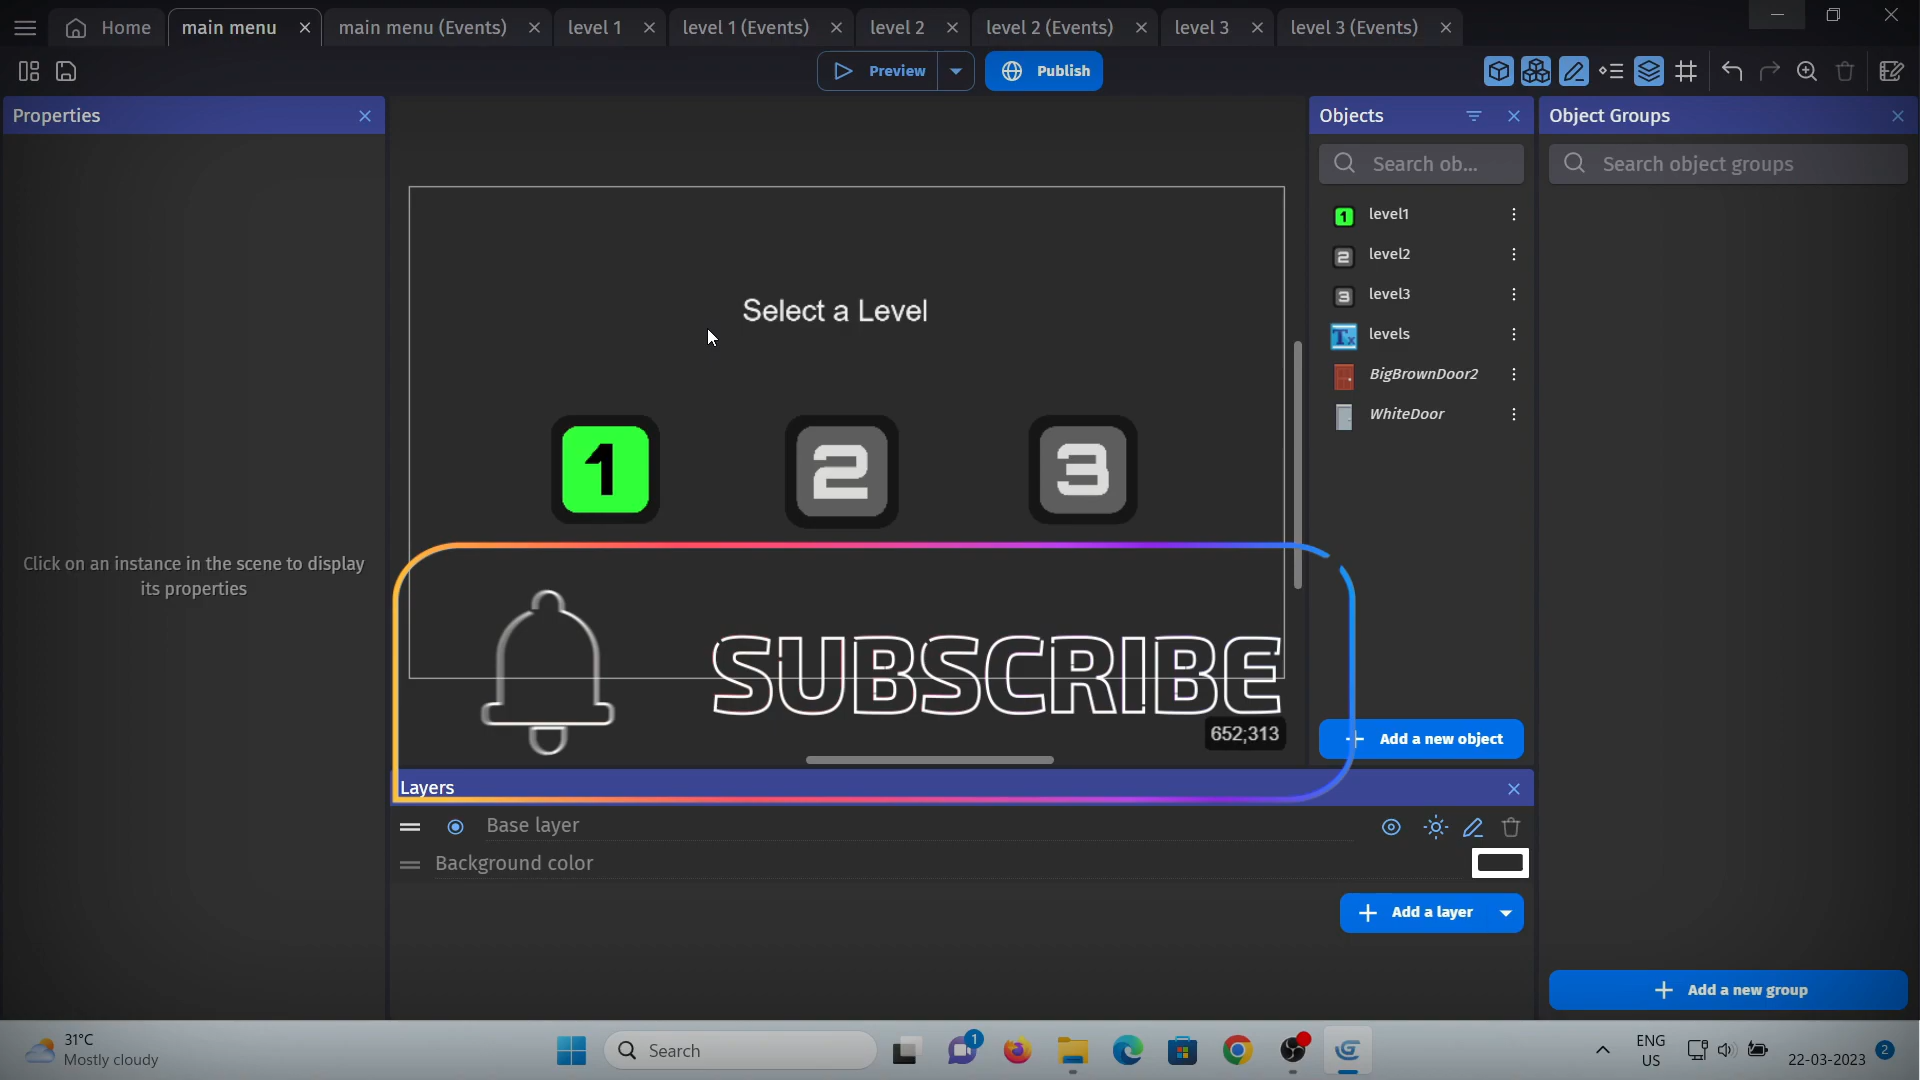 Home
main menu
main menu (Events)
level 1
level 1 (Events)
level 2
level 2 (Events)
level 3
level 3 (Events)
Preview
Publish
Properties
Objects
Object Groups
Search ob...
Search object groups
level1
level2
level3
levels
BigBrownDoor2
WhiteDoor
Select a Level
1
2
3
Click on an instance in the scene to display
its properties
SUBSCRIBE
652;313
Add a new object
Layers
Base layer
Background color
Add a layer
Add a new group
31°C
Mostly cloudy
Search
1
ENG
US
22-03-2023
2